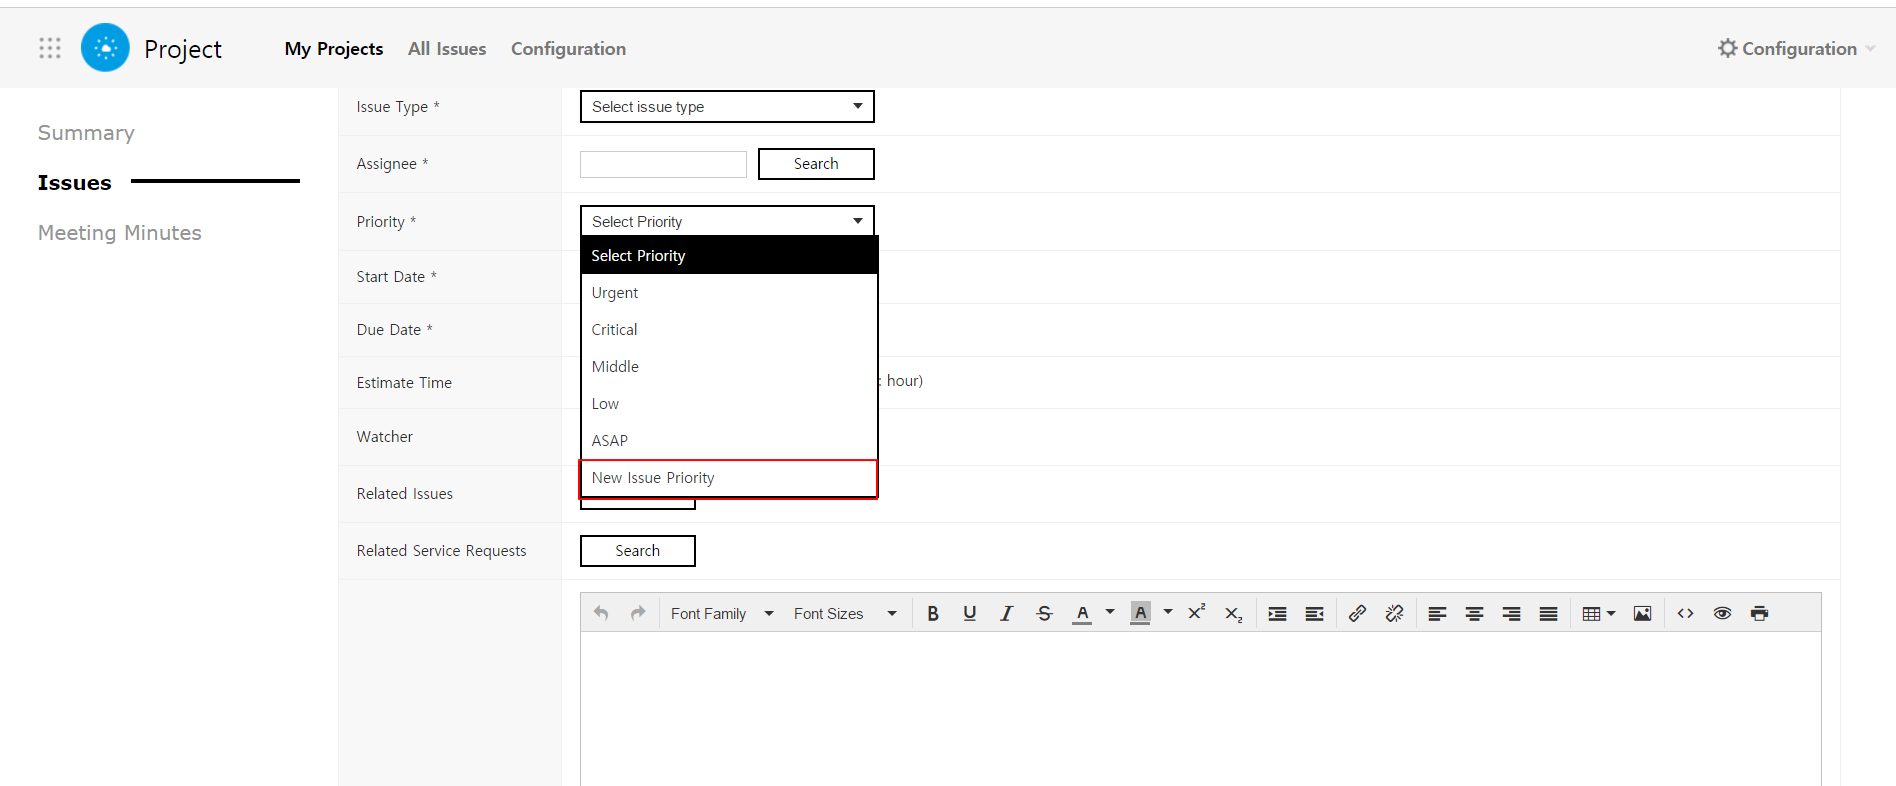 Project
My Projects
All Issues
Configuration
Configuration
Summary
Issues
Meeting Minutes
Issue Type *
Select issue type
Assignee *
Search
Priority *
Select Priority
Select Priority
Urgent
Critical
Middle
Low
ASAP
New Issue Priority
Start Date *
Due Date *
Estimate Time
: hour)
Watcher
Related Issues
Related Service Requests
Search
Font Family
Font Sizes